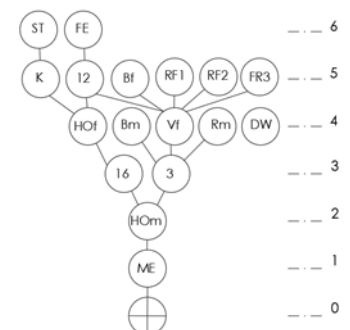 ST FE 6
K 12 Bf RF1 RF2 FR3 5
HOf Bm Vf Rm DW 4
16 3 3
HOm 2
ME 1
0